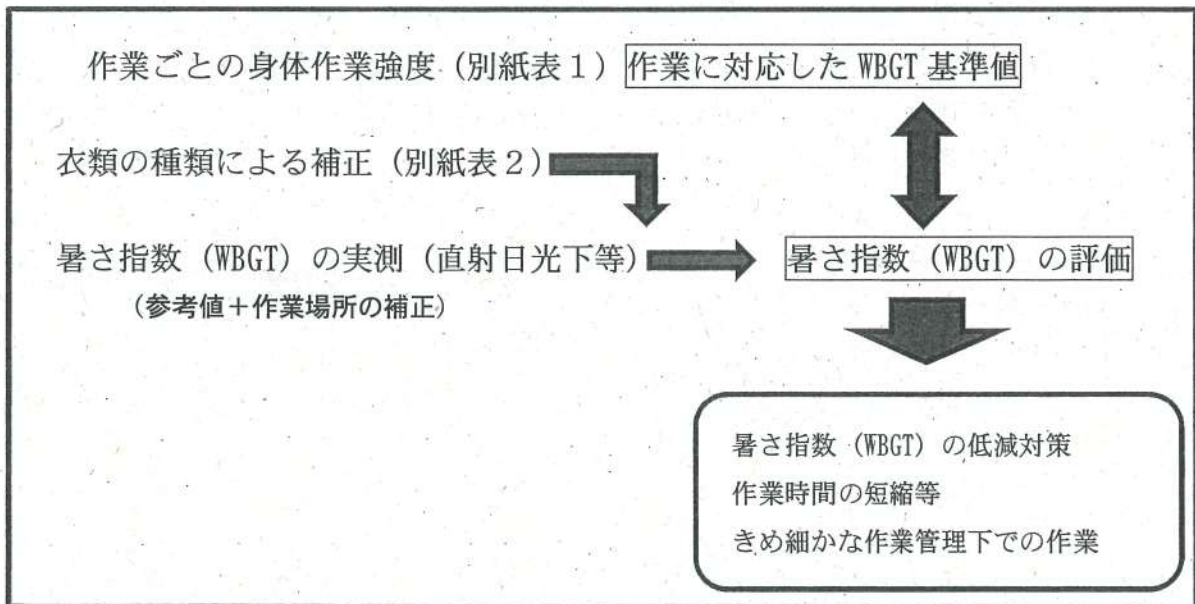 作業ごとの身体作業強度（別紙表１）作業に対応したWBGT基準値
衣類の種類による補正（別紙表２）
暑さ指数（WBGT）の実測（直射日光下等）
暑さ指数（WBGT）の評価
（参考値＋作業場所の補正）
暑さ指数（WBGT）の低減対策
作業時間の短縮等
きめ細かな作業管理下での作業